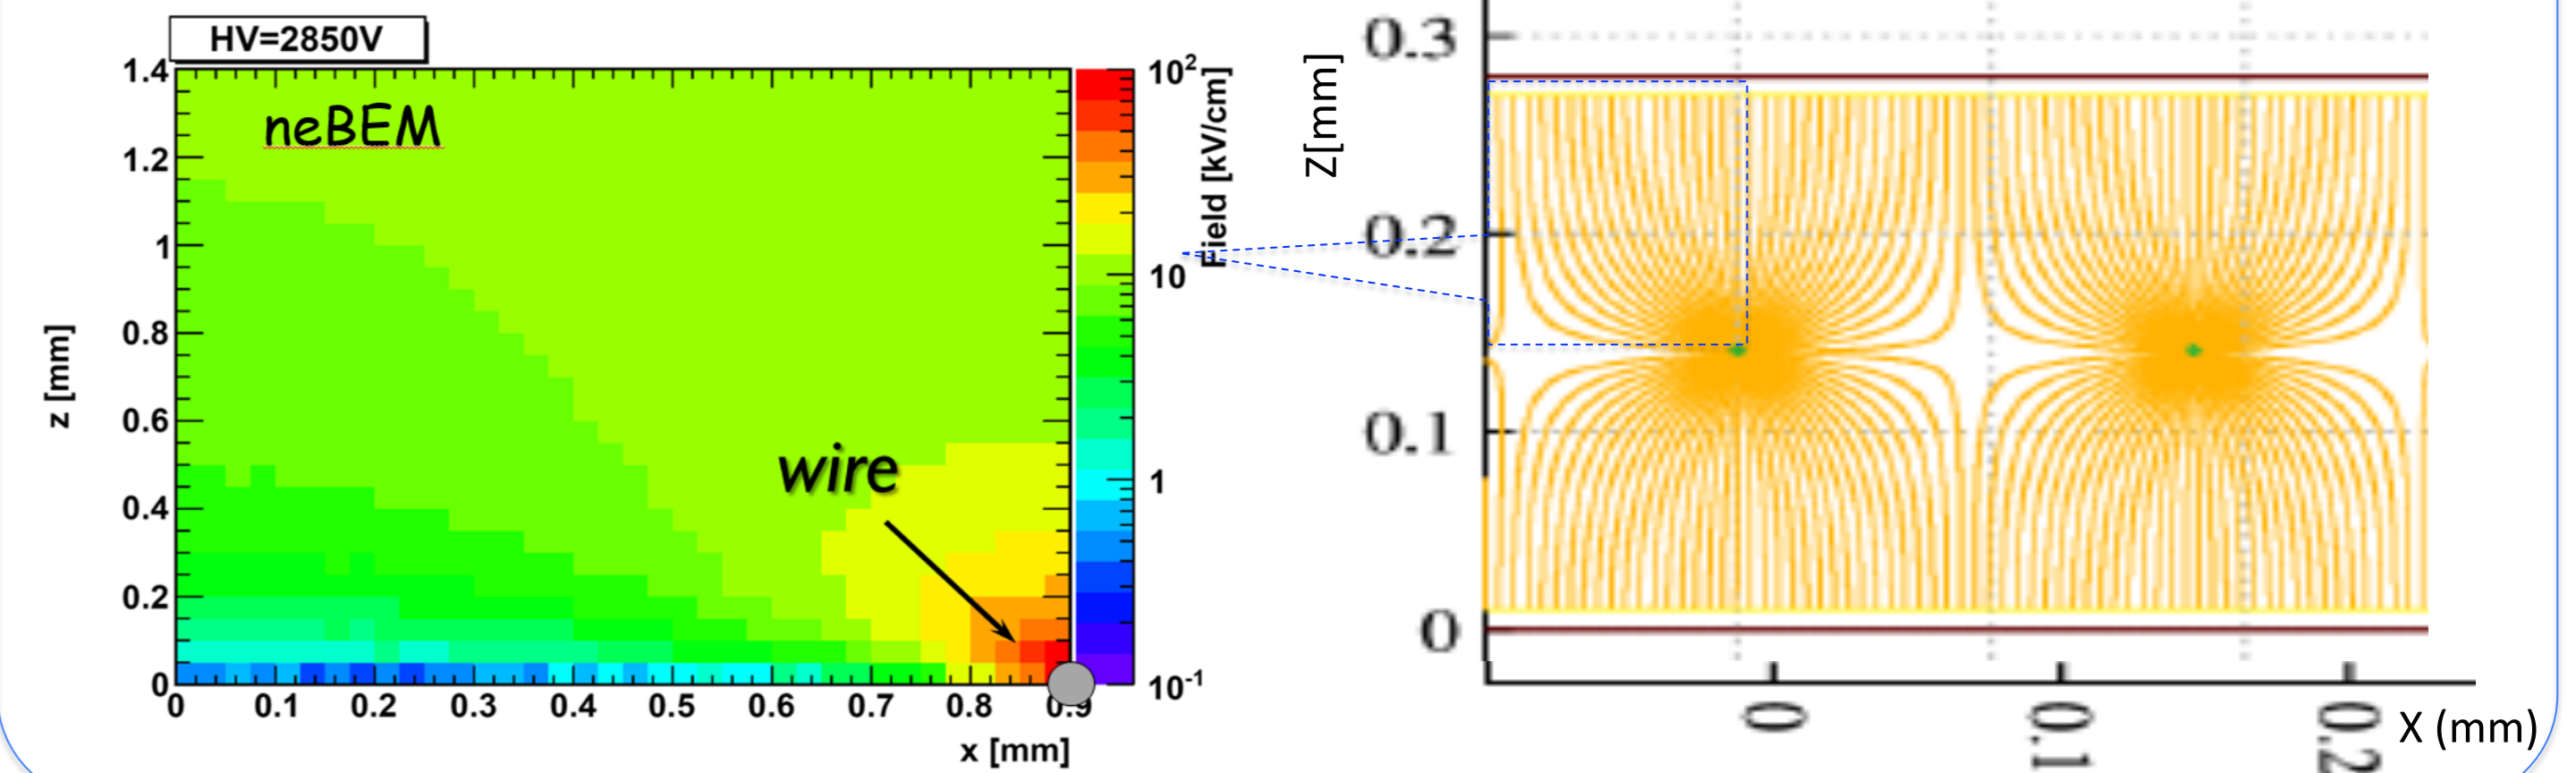 HV=2850V
neBEM
wire
1.4
1.2
1
0.8
0.6
0.4
0.2
0
z [mm]
0 0.1 0.2 0.3 0.4 0.5 0.6 0.7 0.8 0.9
x [mm]
10²
10
1
10⁻¹
Field [kV/cm]
Z[mm]
0.3
0.2
0.1
0
0 0.1 0.2
X (mm)